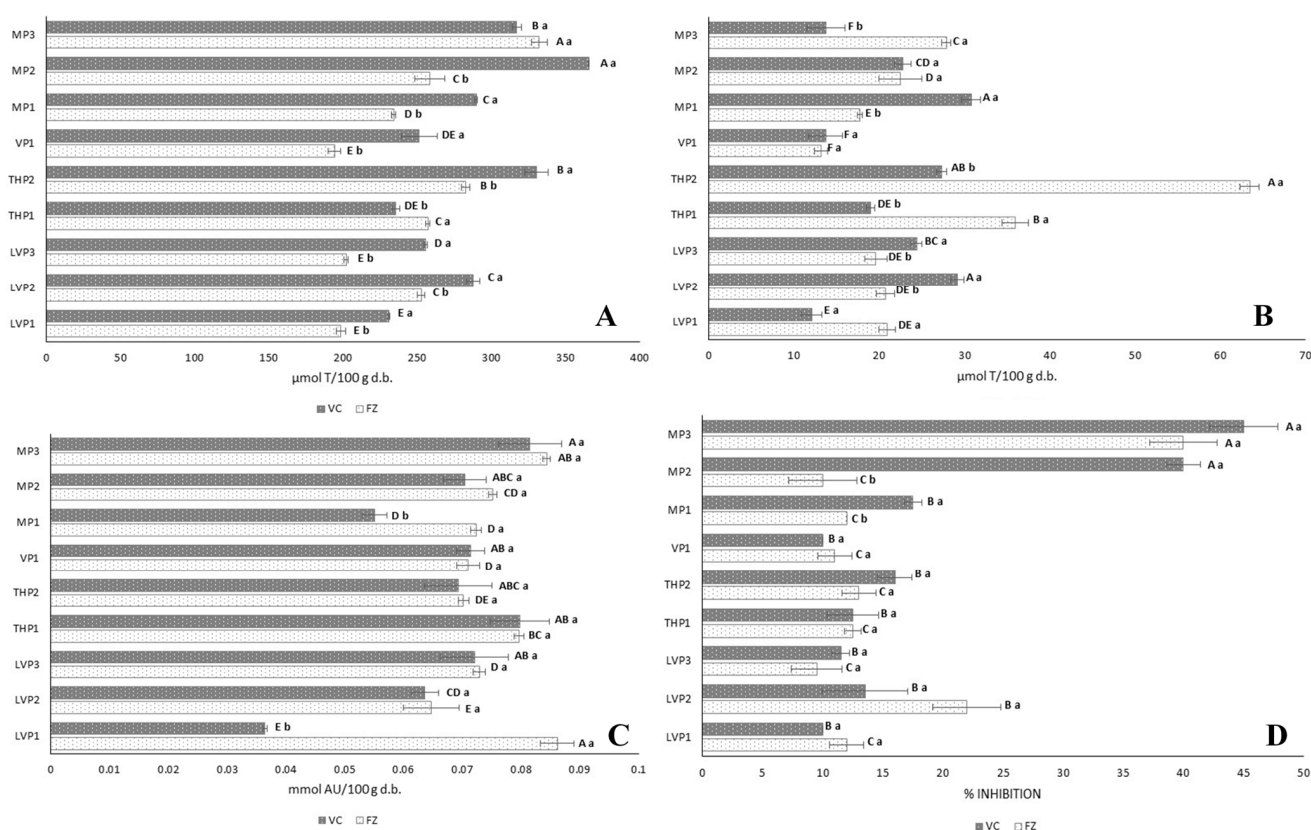 MP3
B a
A a
MP2
A a
C b
MP1
C a
D b
VP1
DE a
E b
THP2
B a
B b
THP1
DE b
C a
LVP3
D a
E b
LVP2
C a
C b
LVP1
E a
E b
A
0 50 100 150 200 250 300 350 400
µmol T/100 g d.b.
VC FZ
MP3
F b
C a
MP2
CD a
D a
MP1
A a
E b
VP1
F a
F a
THP2
AB b
A a
THP1
DE b
B a
LVP3
BC a
DE b
LVP2
A a
DE b
LVP1
E a
DE a
B
0 10 20 30 40 50 60 70
µmol T/100 g d.b.
MP3
A a
AB a
MP2
ABC a
CD a
MP1
D b
D a
VP1
AB a
D a
THP2
ABC a
DE a
THP1
AB a
BC a
LVP3
AB a
D a
LVP2
CD a
E a
LVP1
E b
A a
C
0 0.01 0.02 0.03 0.04 0.05 0.06 0.07 0.08 0.09 0.1
mmol AU/100 g d.b.
VC FZ
MP3
A a
A a
MP2
A a
C b
MP1
B a
C b
VP1
B a
C a
THP2
B a
C a
THP1
B a
C a
LVP3
B a
C a
LVP2
B a
B a
LVP1
B a
C a
D
0 5 10 15 20 25 30 35 40 45 50
% INHIBITION
VC FZ